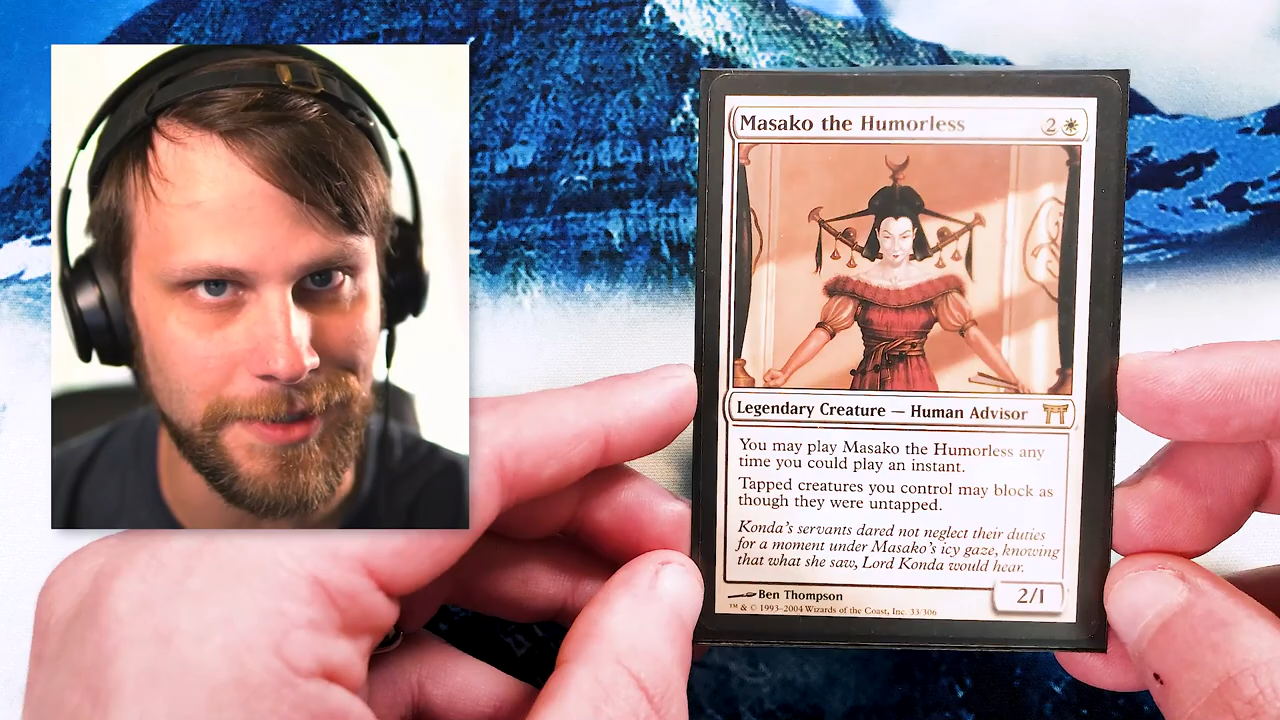 Masako the Humorless 2
Legendary Creature — Human Advisor
You may play Masako the Humorless any
time you could play an instant.
Tapped creatures you control may block as
though they were untapped.
Konda's servants dared not neglect their duties
for a moment under Masako's icy gaze, knowing
that what she saw, Lord Konda would hear.
Ben Thompson
™ & © 1993–2004 Wizards of the Coast, Inc. 33/306
2/1